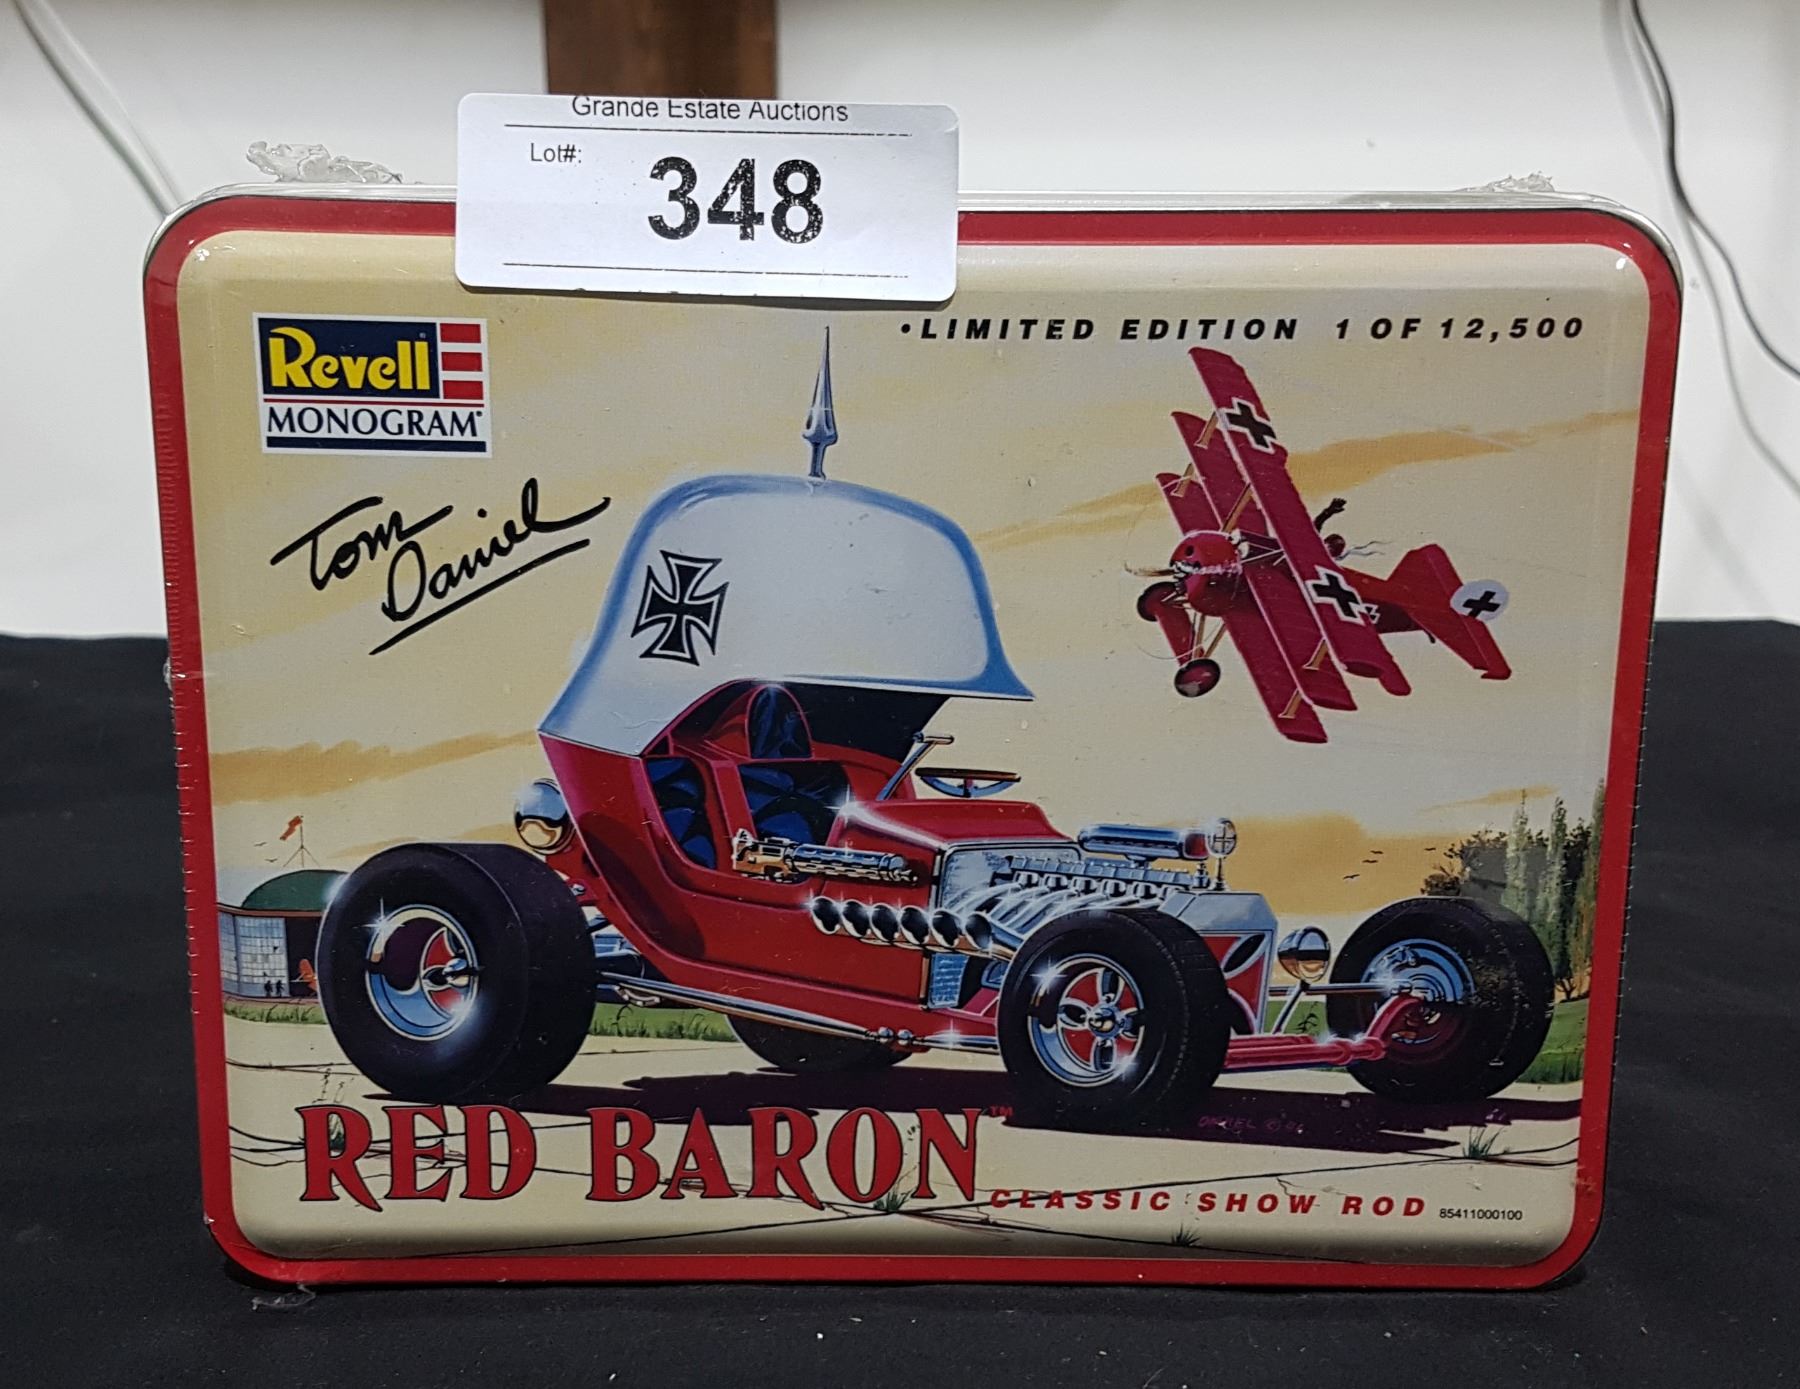 Grande Estate Auctions
Lot#: 348
Revell
MONOGRAM
• LIMITED EDITION 1 OF 12,500
Tom
Daniel
RED BARON™
CLASSIC SHOW ROD 85411000100